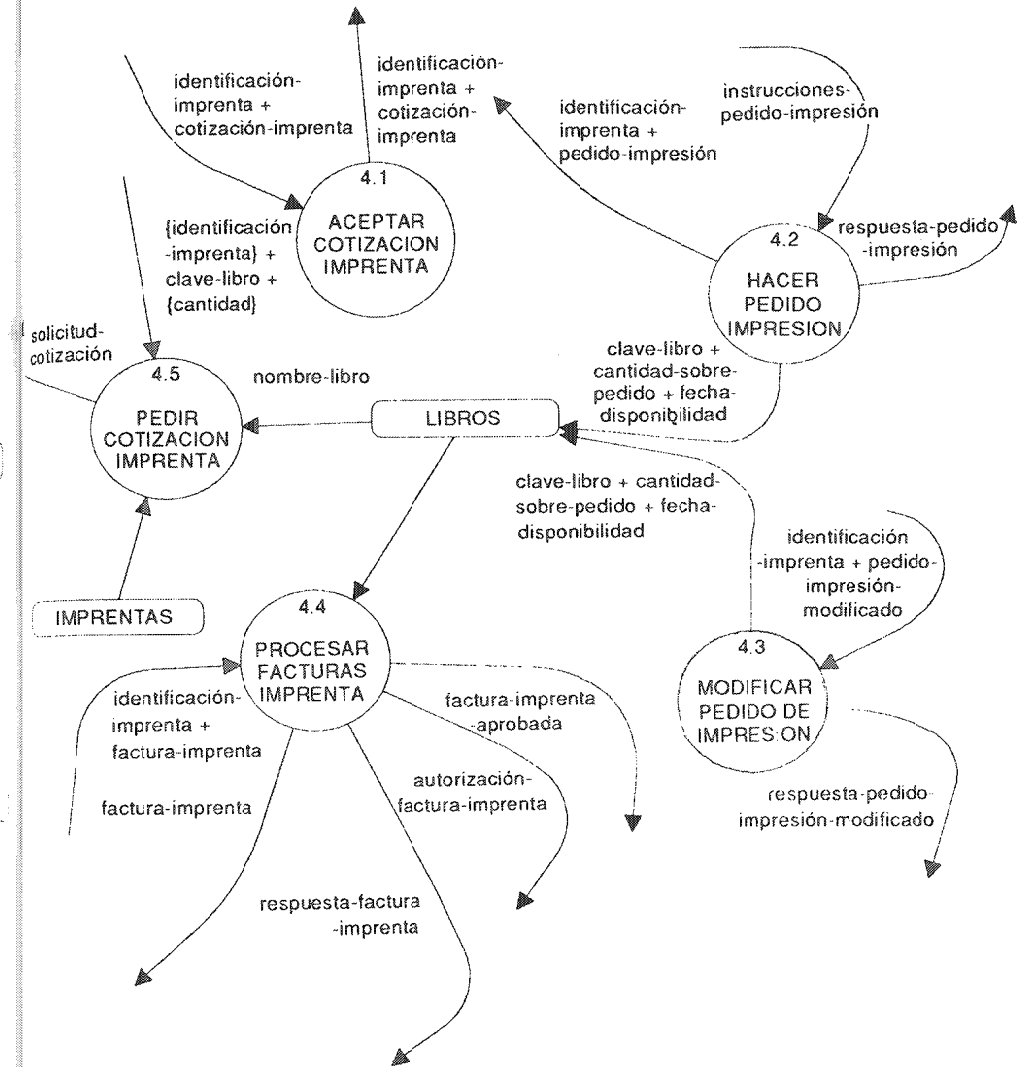 identificación-
imprenta +
cotización-imprenta
identificación-
imprenta +
cotización-
imprenta
identificación-
imprenta +
pedido-impresión
instrucciones-
pedido-impresión
4.1
ACEPTAR
COTIZACION
IMPRENTA
{identificación
-imprenta} +
clave-libro +
{cantidad}
4.2
HACER
PEDIDO
IMPRESION
respuesta-pedido
-impresión
solicitud-
cotización
4.5
PEDIR
COTIZACION
IMPRENTA
nombre-libro
LIBROS
clave-libro +
cantidad-sobre-
pedido + fecha-
disponibilidad
clave-libro + cantidad-
sobre-pedido + fecha-
disponibilidad
identificación
-imprenta + pedido-
impresión-
modificado
IMPRENTAS
4.4
PROCESAR
FACTURAS
IMPRENTA
4.3
MODIFICAR
PEDIDO DE
IMPRESION
identificación-
imprenta +
factura-imprenta
factura-imprenta
-aprobada
factura-imprenta
autorización-
factura-imprenta
respuesta-pedido-
impresión-modificado
respuesta-factura
-imprenta